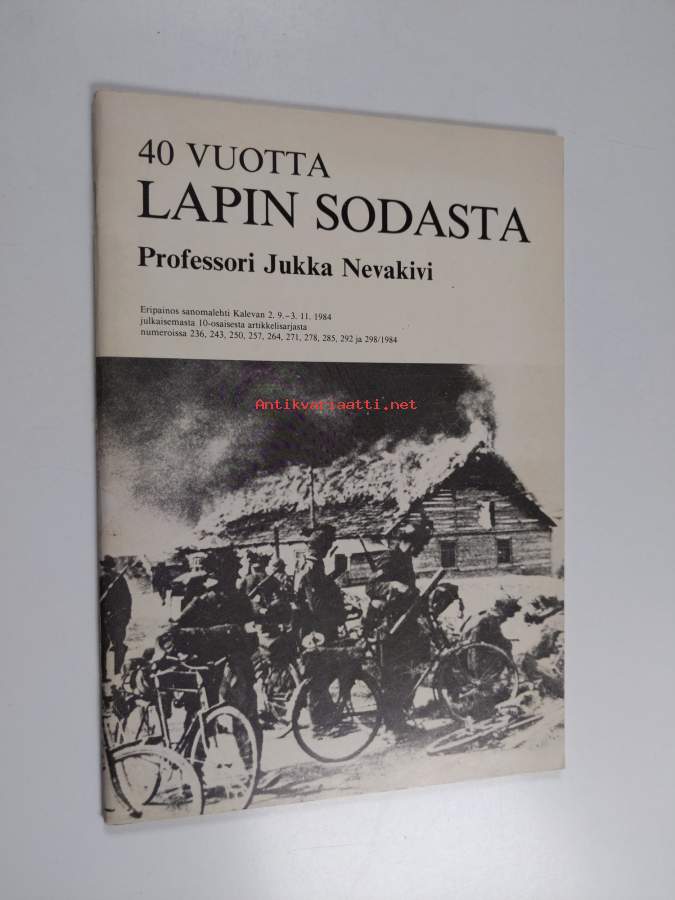 40 VUOTTA
LAPIN SODASTA
Professori Jukka Nevakivi
Eripainos sanomalehti Kalevan 2. 9.–3. 11. 1984
julkaisemasta 10-osaisesta artikkelisarjasta
numeroissa 236, 243, 250, 257, 264, 271, 278, 285, 292 ja 298/1984
Antikvariaatti.net